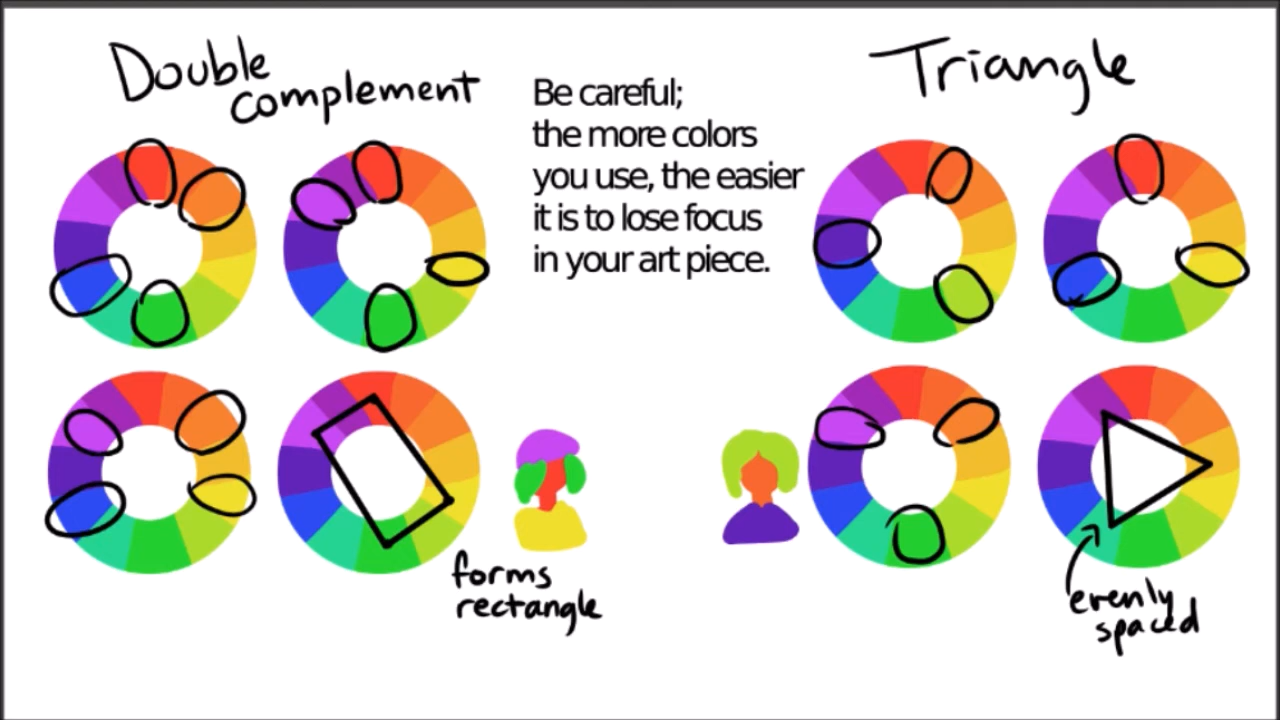 Double
complement
Be careful;
the more colors
you use, the easier
it is to lose focus
in your art piece.
Triangle
forms
rectangle
evenly
spaced